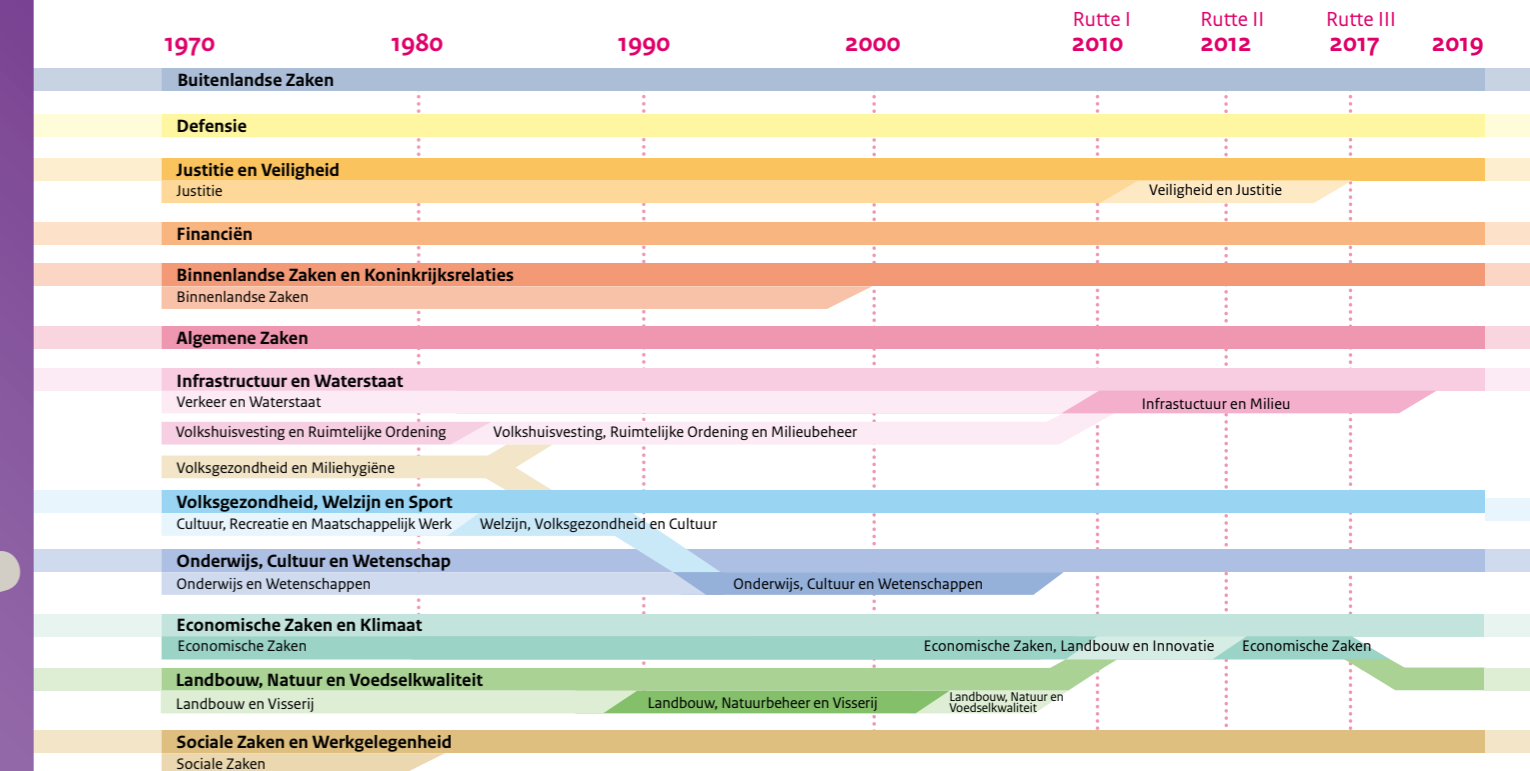 Rutte I Rutte II Rutte III
1970 1980 1990 2000 2010 2012 2017 2019
Buitenlandse Zaken
Defensie
Justitie en Veiligheid
Justitie Veiligheid en Justitie
Financiën
Binnenlandse Zaken en Koninkrijksrelaties
Binnenlandse Zaken
Algemene Zaken
Infrastructuur en Waterstaat
Verkeer en Waterstaat Infrastuctuur en Milieu
Volkshuisvesting en Ruimtelijke Ordening Volkshuisvesting, Ruimtelijke Ordening en Milieubeheer
Volksgezondheid en Miliehygiëne
Volksgezondheid, Welzijn en Sport
Cultuur, Recreatie en Maatschappelijk Werk Welzijn, Volksgezondheid en Cultuur
Onderwijs, Cultuur en Wetenschap
Onderwijs en Wetenschappen Onderwijs, Cultuur en Wetenschappen
Economische Zaken en Klimaat
Economische Zaken Economische Zaken, Landbouw en Innovatie Economische Zaken
Landbouw, Natuur en Voedselkwaliteit
Landbouw en Visserij Landbouw, Natuurbeheer en Visserij Landbouw, Natuur en
Voedselkwaliteit
Sociale Zaken en Werkgelegenheid
Sociale Zaken